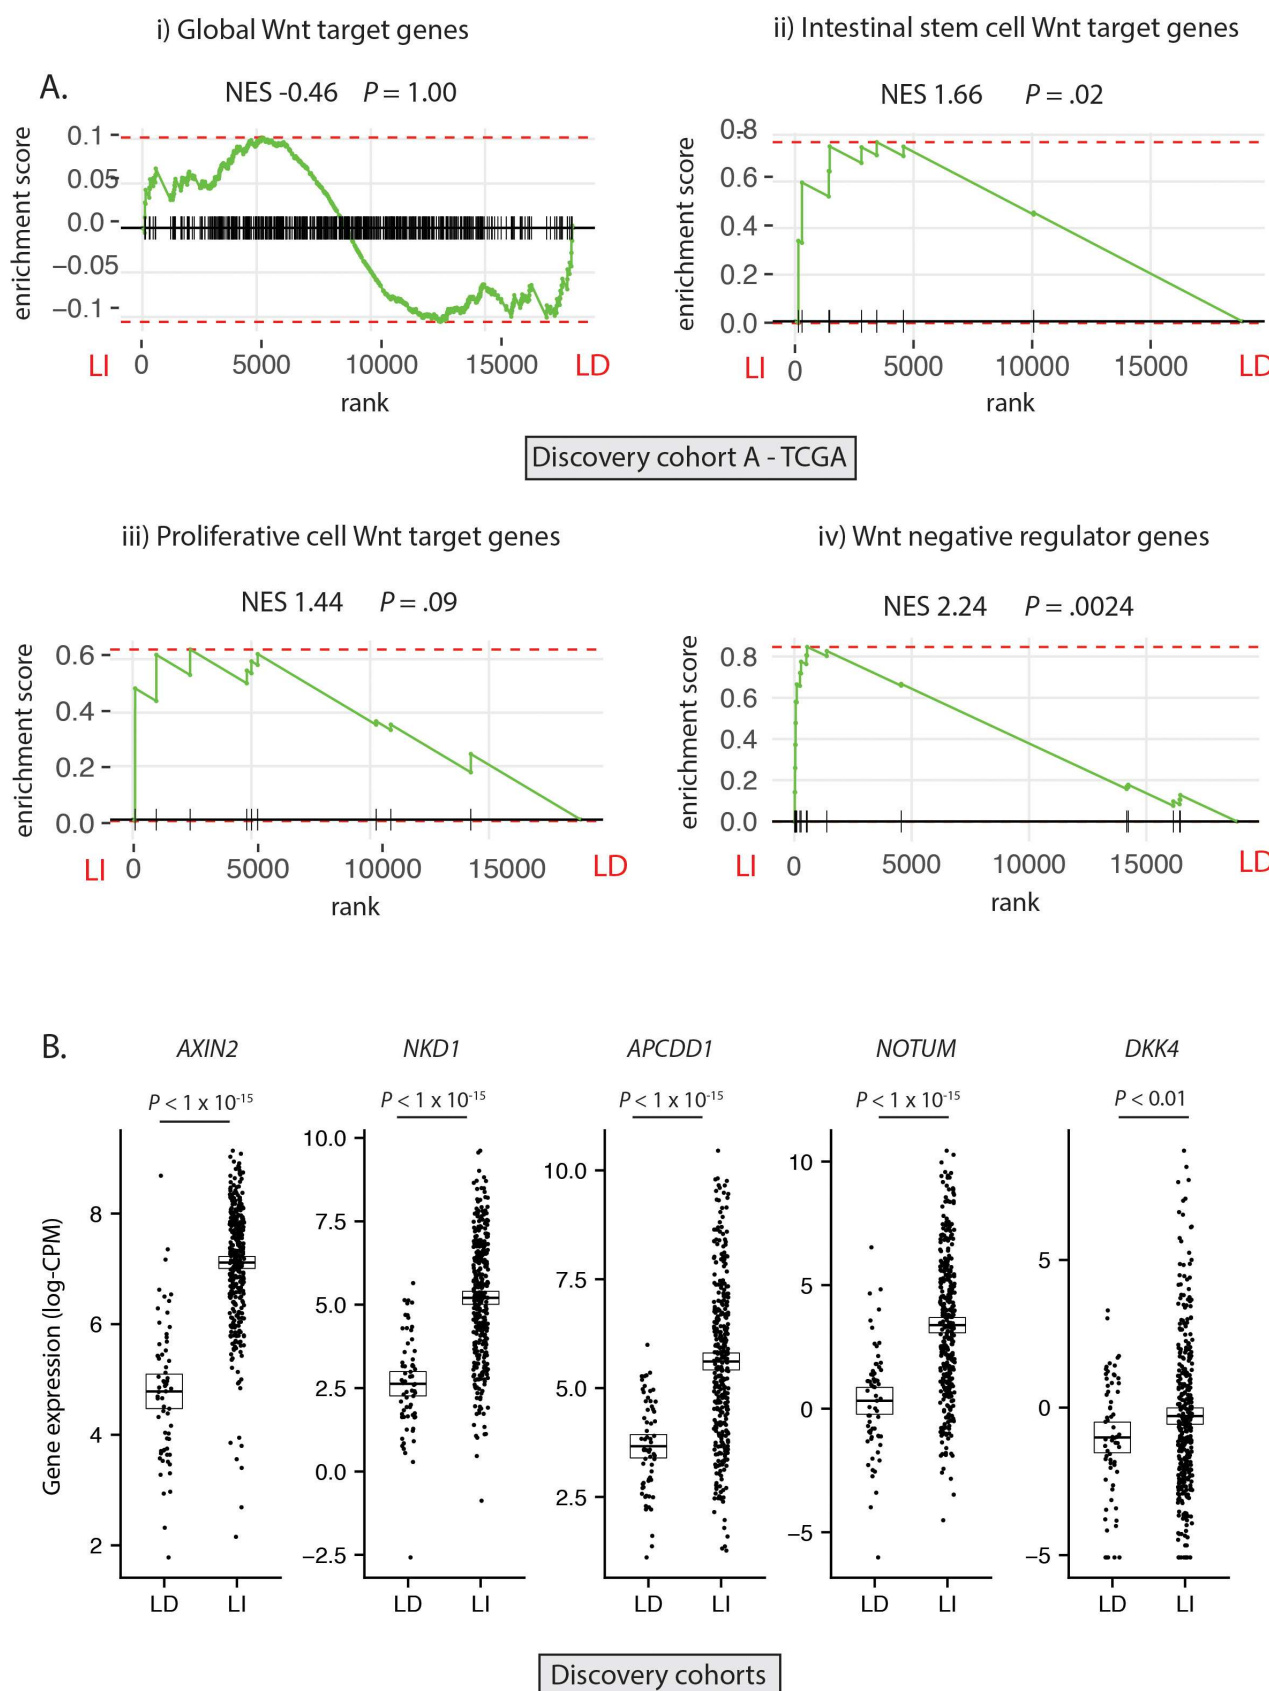 i) Global Wnt target genes
ii) Intestinal stem cell Wnt target genes
A.
NES -0.46 P = 1.00
NES 1.66 P = .02
enrichment score
0.1
0.05
0.0
−0.05
−0.1
LI 0 5000 10000 15000 LD
rank
enrichment score
0.8
0.6
0.4
0.2
0.0
LI 0 5000 10000 15000 LD
rank
Discovery cohort A - TCGA
iii) Proliferative cell Wnt target genes
iv) Wnt negative regulator genes
NES 1.44 P = .09
NES 2.24 P = .0024
enrichment score
0.6
0.4
0.2
0.0
LI 0 5000 10000 15000 LD
rank
enrichment score
0.8
0.6
0.4
0.2
0.0
LI 0 5000 10000 15000 LD
rank
B.
AXIN2
NKD1
APCDD1
NOTUM
DKK4
P < 1 x 10⁻¹⁵
P < 1 x 10⁻¹⁵
P < 1 x 10⁻¹⁵
P < 1 x 10⁻¹⁵
P < 0.01
Gene expression (log-CPM)
8
6
4
2
LD LI
10.0
7.5
5.0
2.5
0.0
−2.5
LD LI
10.0
7.5
5.0
2.5
LD LI
10
5
0
−5
LD LI
5
0
−5
LD LI
Discovery cohorts